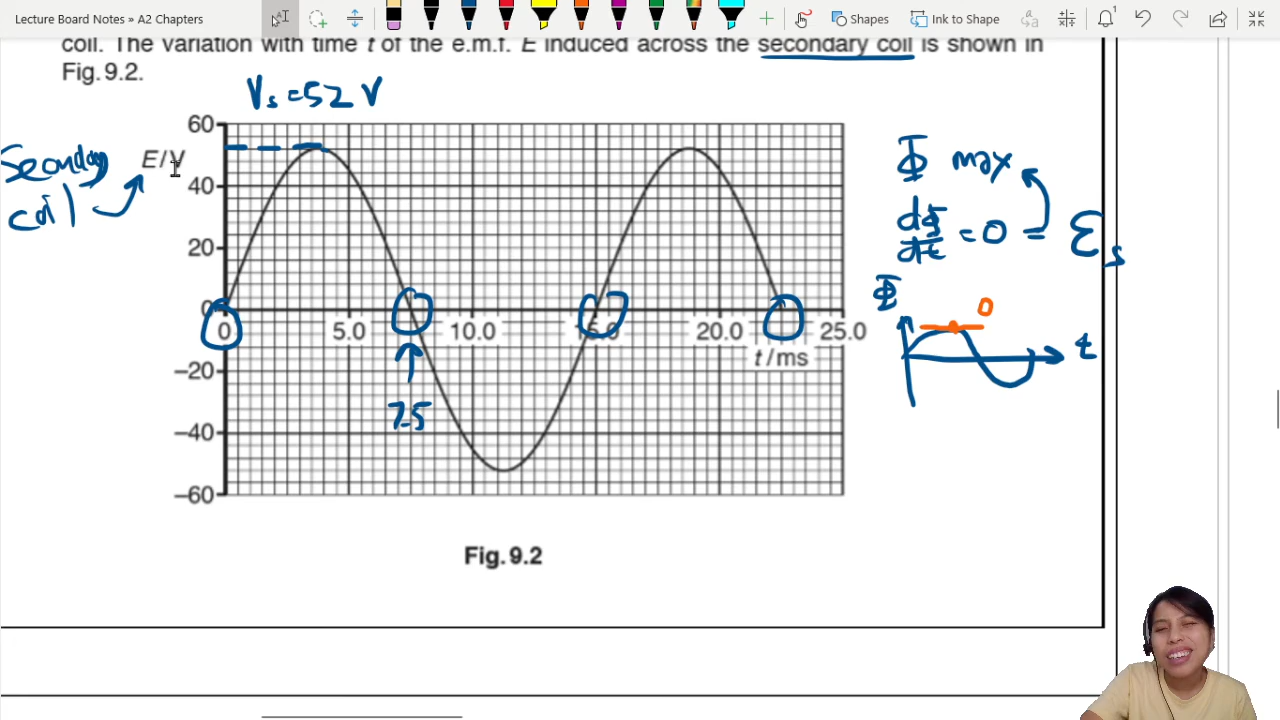 Lecture Board Notes » A2 Chapters
Shapes
Ink to Shape
coil. The variation with time t of the e.m.f. E induced across the secondary coil is shown in
Fig. 9.2.
Vs = 52 V
Secondary
coil
E / V
60
40
20
0
−20
−40
−60
0 5.0 10.0 5.0 20.0 25.0
t / ms
7.5
Φ max
dΦ/dt = 0 = Ɛs
Φ
0
t
Fig. 9.2